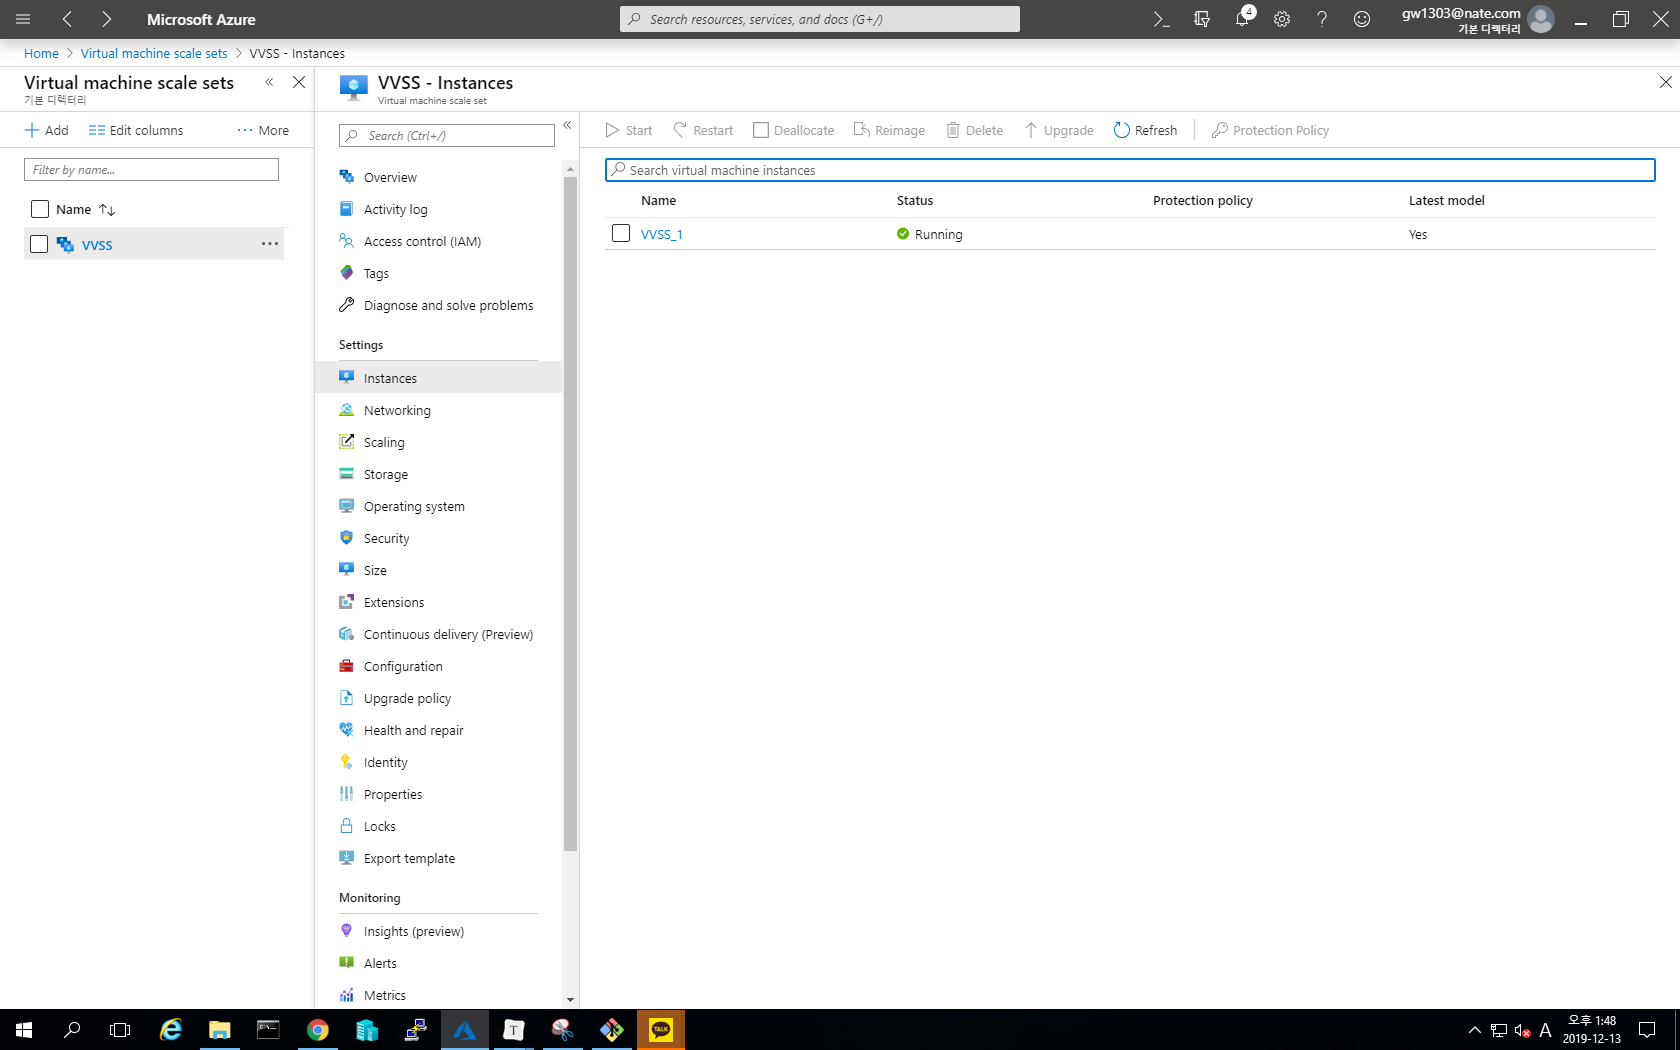 Microsoft Azure
Search resources, services, and docs (G+/)
4
gw1303@nate.com
기본 디렉터리
Home > Virtual machine scale sets > VVSS - Instances
Virtual machine scale sets
기본 디렉터리
Add
Edit columns
More
Filter by name...
Name
VVSS
VVSS - Instances
Virtual machine scale set
Search (Ctrl+/)
Overview
Activity log
Access control (IAM)
Tags
Diagnose and solve problems
Settings
Instances
Networking
Scaling
Storage
Operating system
Security
Size
Extensions
Continuous delivery (Preview)
Configuration
Upgrade policy
Health and repair
Identity
Properties
Locks
Export template
Monitoring
Insights (preview)
Alerts
Metrics
Start
Restart
Deallocate
Reimage
Delete
Upgrade
Refresh
Protection Policy
Search virtual machine instances
Name Status Protection policy Latest model
VVSS_1 Running Yes
T
TALK
A
오후 1:48
2019-12-13